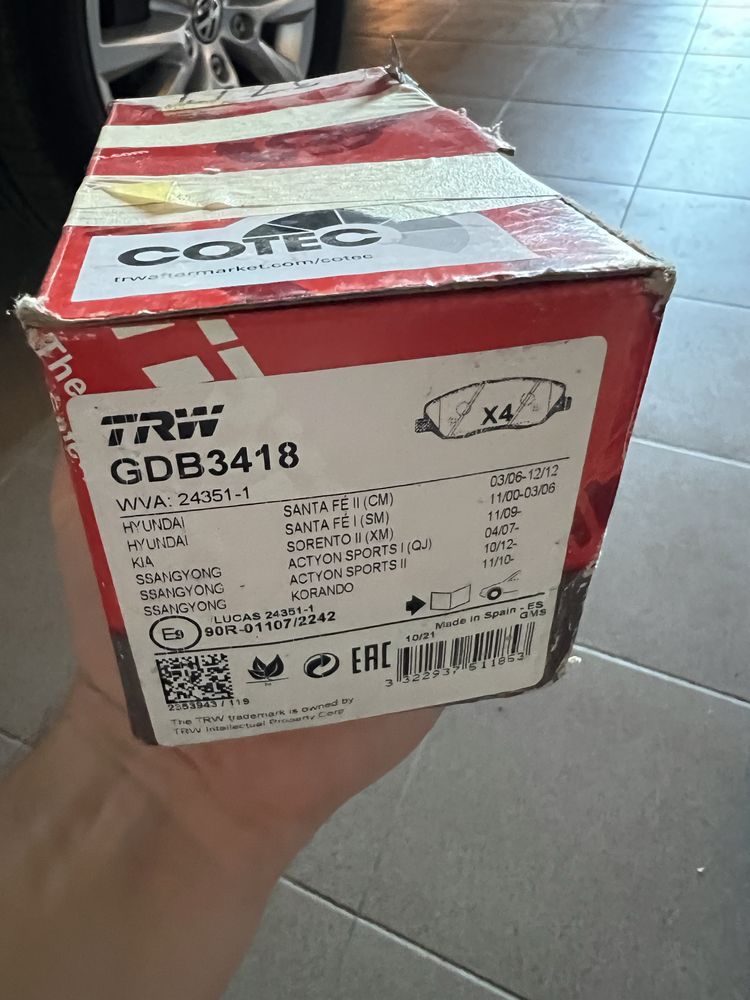 COTEC
trwaftermarket.com/cotec
The
TRW
X4
GDB3418
WVA: 24351-1
HYUNDAI SANTA FÉ II (CM) 03/06-12/12
HYUNDAI SANTA FÉ I (SM) 11/00-03/06
KIA SORENTO II (XM) 11/09-
SSANGYONG ACTYON SPORTS I (QJ) 04/07-
SSANGYONG ACTYON SPORTS II 10/12-
SSANGYONG KORANDO 11/10-
LUCAS 24351-1
E9 90R-01107/2242
Made in Spain - ES
GMS
10/21
EAC
3 322937 511853
2353943 / 119
The TRW trademark is owned by
TRW Intellectual Property Corp